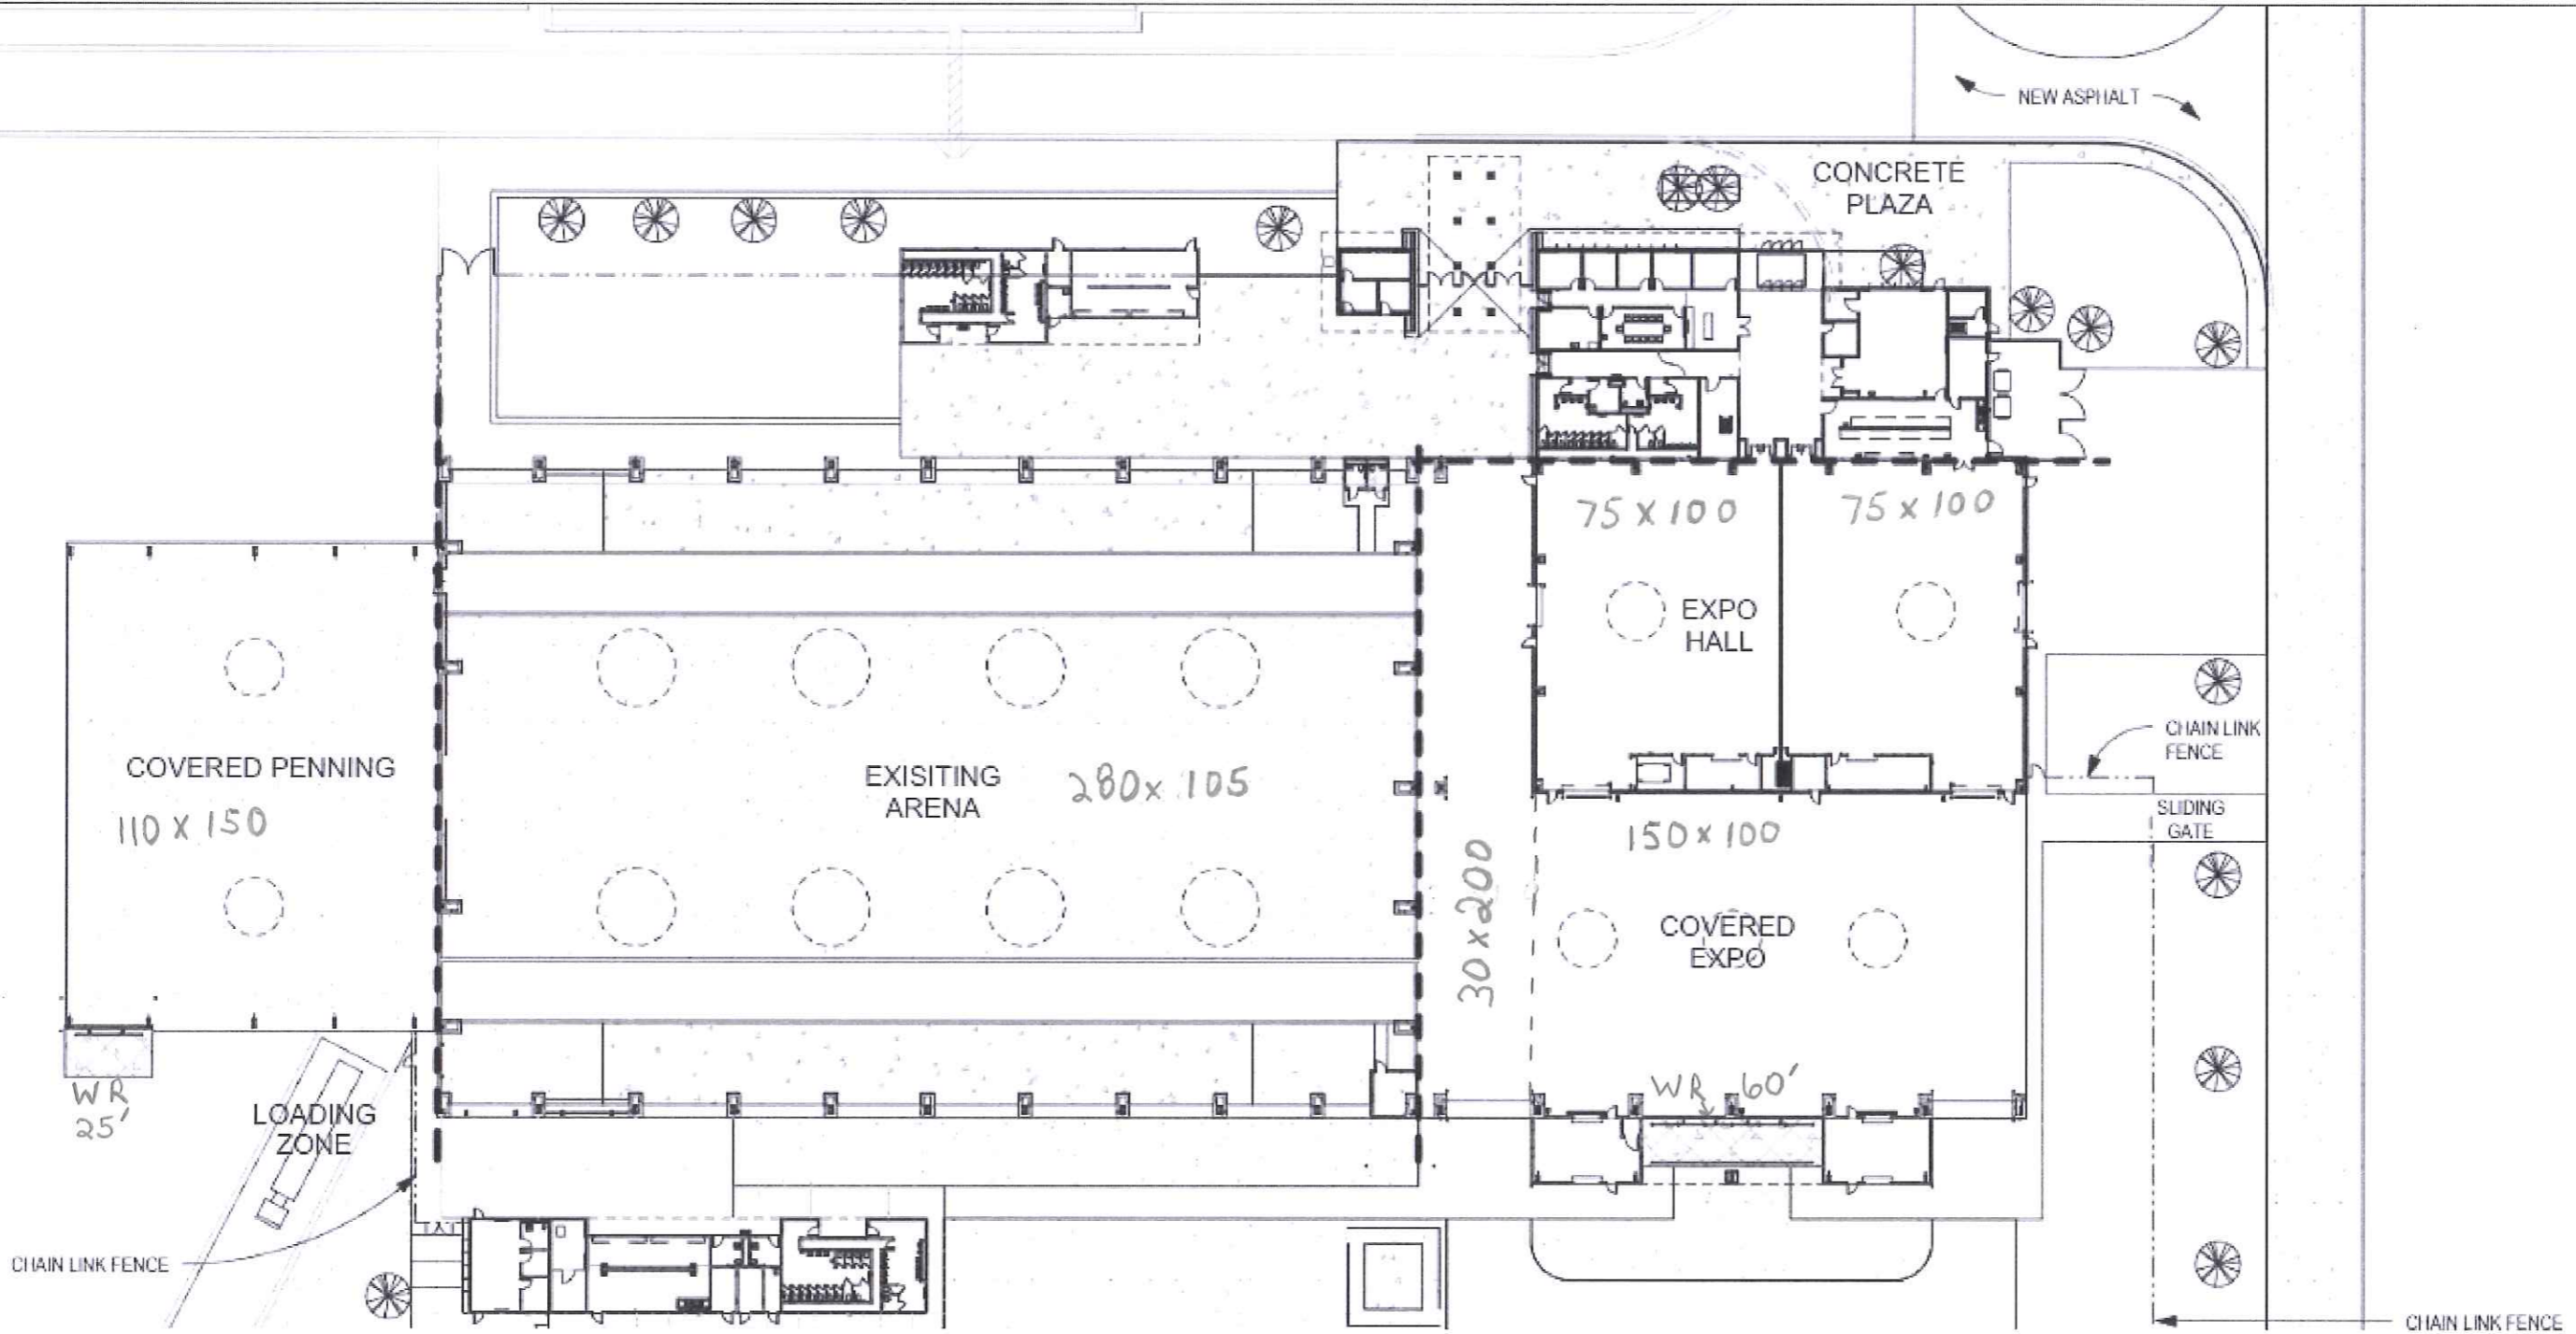 NEW ASPHALT
CONCRETE
PLAZA
75 X 100
75 X 100
EXPO
HALL
CHAIN LINK
FENCE
COVERED PENNING
110 X 150
EXISITING
ARENA
280 x 105
SLIDING
GATE
150 x 100
30 x 200
COVERED
EXPO
WR 60'
WR
25'
LOADING
ZONE
CHAIN LINK FENCE
CHAIN LINK FENCE